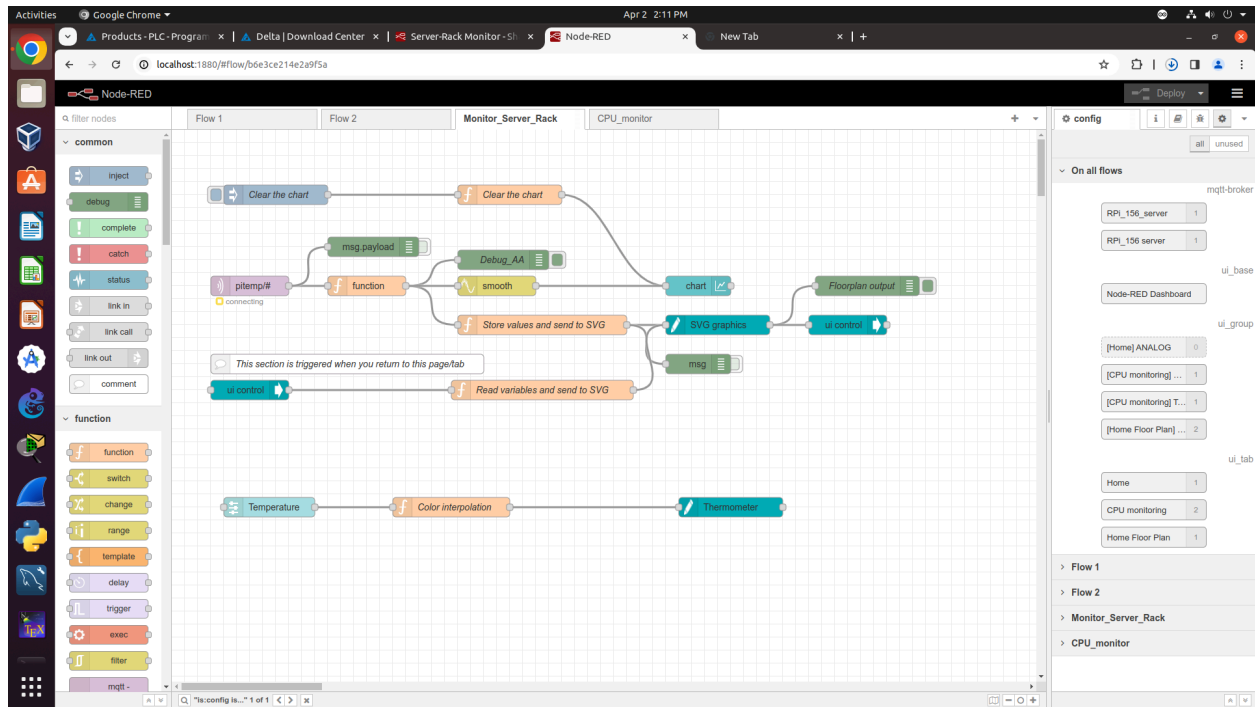 Activities
Google Chrome
Apr 2 2:11 PM
Products - PLC - Program
Delta | Download Center
Server-Rack Monitor - Sh
Node-RED
New Tab
localhost:1880/#flow/b6e3ce214e2a9f5a
Node-RED
Deploy
filter nodes
Flow 1
Flow 2
Monitor_Server_Rack
CPU_monitor
config
all
unused
common
inject
debug
complete
catch
status
link in
link call
link out
comment
function
function
switch
change
range
template
delay
trigger
exec
filter
mqtt -
Clear the chart
Clear the chart
msg.payload
Debug_AA
pitemp/#
connecting
function
smooth
chart
Floorplan output
Store values and send to SVG
SVG graphics
ui control
This section is triggered when you return to this page/tab
msg
ui control
Read variables and send to SVG
Temperature
Color interpolation
Thermometer
On all flows
mqtt-broker
RPi_156_server 1
RPI_156 server 1
ui_base
Node-RED Dashboard
ui_group
[Home] ANALOG 0
[CPU monitoring] ... 1
[CPU monitoring] T... 1
[Home Floor Plan] ... 2
ui_tab
Home 1
CPU monitoring 2
Home Floor Plan 1
Flow 1
Flow 2
Monitor_Server_Rack
CPU_monitor
"is:config is..." 1 of 1
TEX